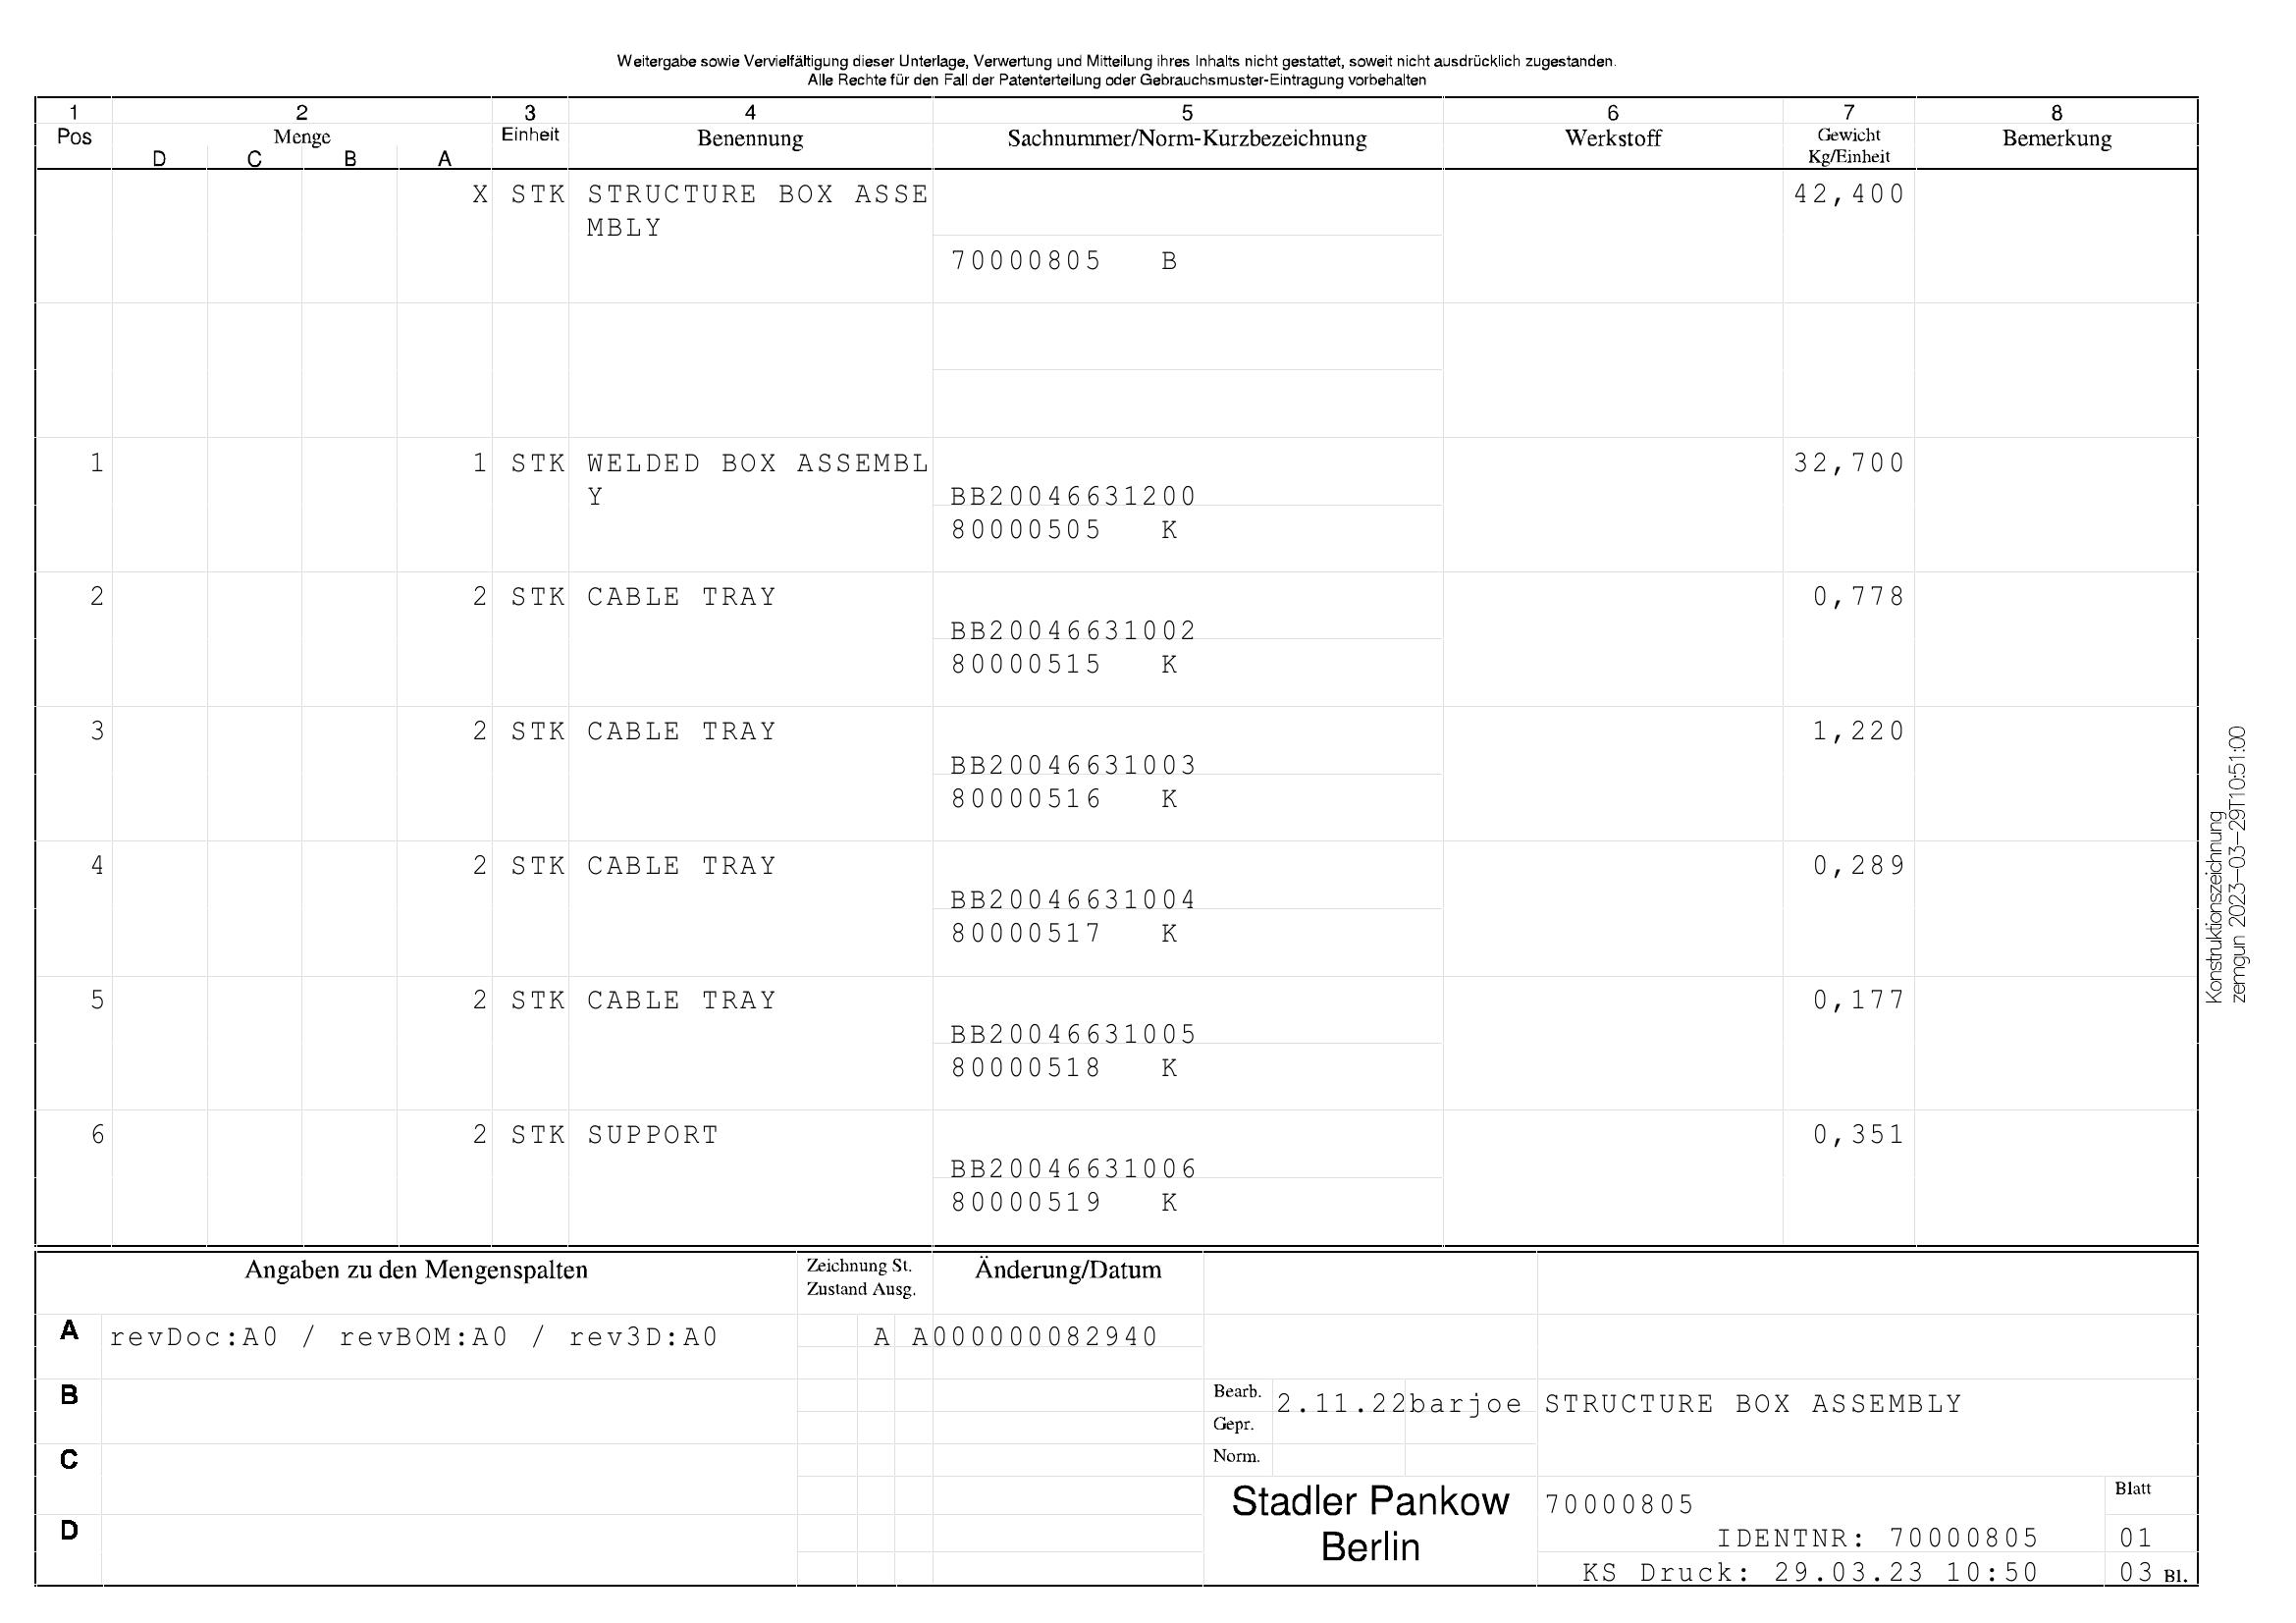 Weitergabe sowie Vervielfältigung dieser Unterlage, Verwertung und Mitteilung ihres Inhalts nicht gestattet, soweit nicht ausdrücklich zugestanden.
Alle Rechte für den Fall der Patenterteilung oder Gebrauchsmuster-Eintragung vorbehalten
1 2 3 4 5 6 7 8
Pos Menge Einheit Benennung Sachnummer/Norm-Kurzbezeichnung Werkstoff Gewicht Bemerkung
D C B A Kg/Einheit
X STK STRUCTURE BOX ASSE 42,400
MBLY
70000805 B
1 1 STK WELDED BOX ASSEMBL 32,700
Y BB20046631200
80000505 K
2 2 STK CABLE TRAY 0,778
BB20046631002
80000515 K
3 2 STK CABLE TRAY 1,220
BB20046631003
80000516 K
4 2 STK CABLE TRAY 0,289
BB20046631004
80000517 K
5 2 STK CABLE TRAY 0,177
BB20046631005
80000518 K
6 2 STK SUPPORT 0,351
BB20046631006
80000519 K
Angaben zu den Mengenspalten Zeichnung St. Änderung/Datum
Zustand Ausg.
A revDoc:A0 / revBOM:A0 / rev3D:A0 A A000000082940
B Bearb. 2.11.22barjoe STRUCTURE BOX ASSEMBLY
Gepr.
C Norm.
Stadler Pankow 70000805 Blatt
D IDENTNR: 70000805 01
Berlin
KS Druck: 29.03.23 10:50 03 Bl.
Konstruktionszeichnung
zemgun 2023-03-29T10:51:00